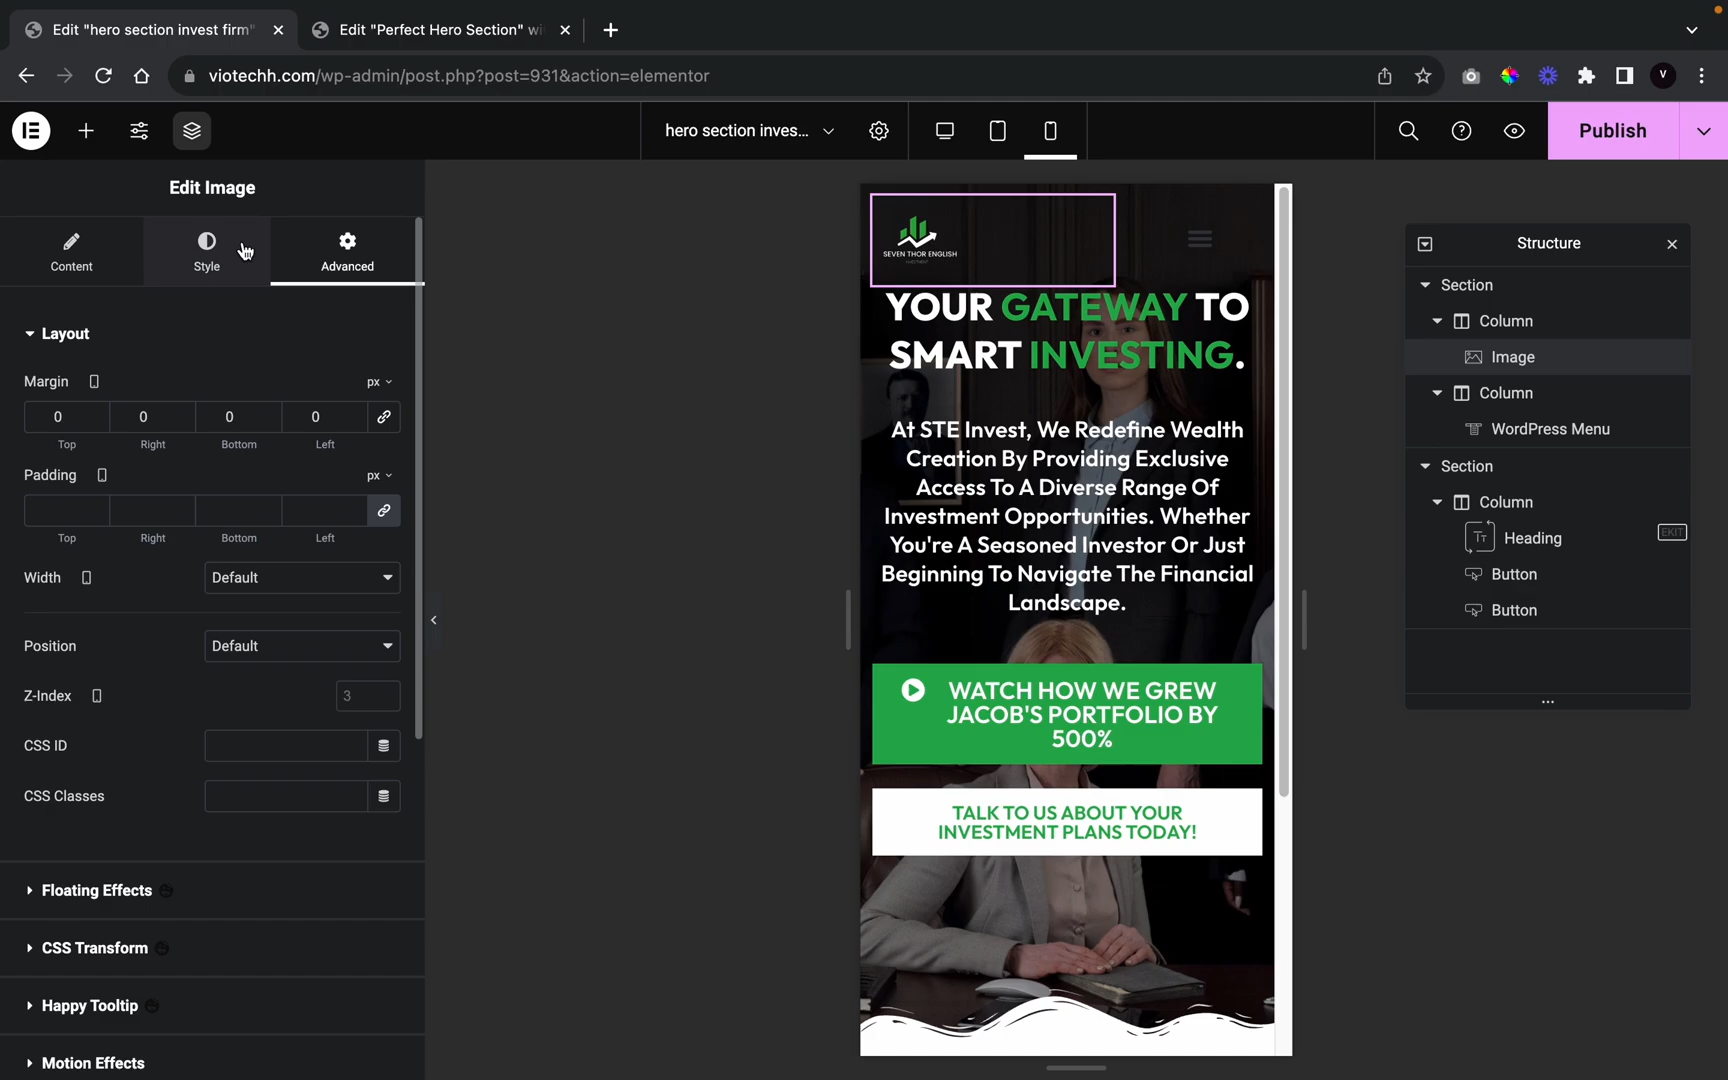 Edit "hero section invest firm"
Edit "Perfect Hero Section" wi
viotechh.com/wp-admin/post.php?post=931&action=elementor
V
hero section inves...
Publish
Edit Image
Content
Style
Advanced
Layout
Margin
px
0
0
0
0
Top
Right
Bottom
Left
Padding
px
Top
Right
Bottom
Left
Width
Default
Position
Default
Z-Index
3
CSS ID
CSS Classes
Floating Effects
CSS Transform
Happy Tooltip
Motion Effects
SEVEN THOR ENGLISH
YOUR GATEWAY TO
SMART INVESTING.
At STE Invest, We Redefine Wealth
Creation By Providing Exclusive
Access To A Diverse Range Of
Investment Opportunities. Whether
You're A Seasoned Investor Or Just
Beginning To Navigate The Financial
Landscape.
WATCH HOW WE GREW
JACOB'S PORTFOLIO BY
500%
TALK TO US ABOUT YOUR
INVESTMENT PLANS TODAY!
Structure
Section
Column
Image
Column
WordPress Menu
Section
Column
Heading
EKIT
Button
Button